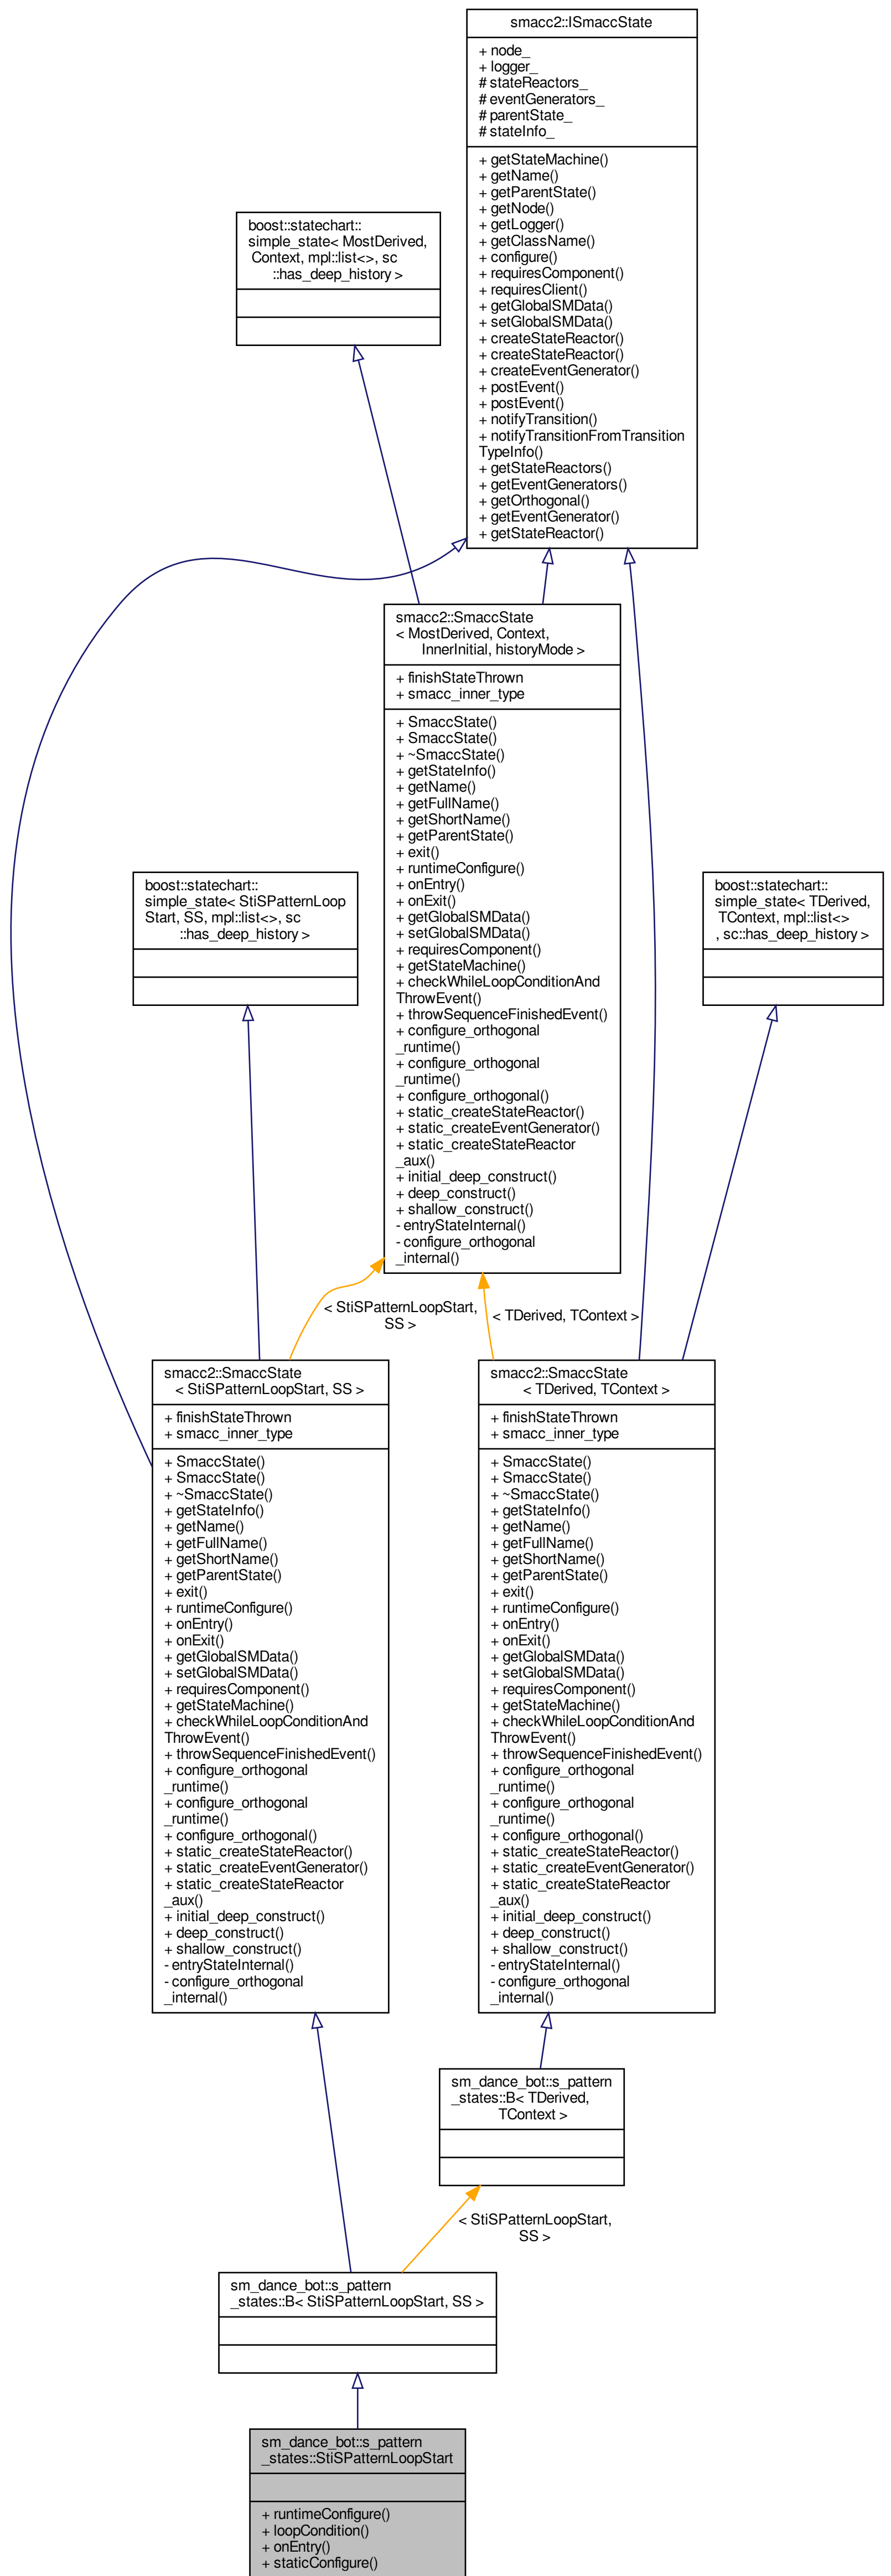 smacc2::ISmaccState
+ node_
+ logger_
# stateReactors_
# eventGenerators_
# parentState_
# stateInfo_
+ getStateMachine()
+ getName()
+ getParentState()
+ getNode()
+ getLogger()
+ getClassName()
+ configure()
+ requiresComponent()
+ requiresClient()
+ getGlobalSMData()
+ setGlobalSMData()
+ createStateReactor()
+ createStateReactor()
+ createEventGenerator()
+ postEvent()
+ postEvent()
+ notifyTransition()
+ notifyTransitionFromTransition
TypeInfo()
+ getStateReactors()
+ getEventGenerators()
+ getOrthogonal()
+ getEventGenerator()
+ getStateReactor()
boost::statechart::
simple_state< MostDerived,
Context, mpl::list<>, sc
::has_deep_history >
smacc2::SmaccState
< MostDerived, Context,
InnerInitial, historyMode >
+ finishStateThrown
+ smacc_inner_type
+ SmaccState()
+ SmaccState()
+ ~SmaccState()
+ getStateInfo()
+ getName()
+ getFullName()
+ getShortName()
+ getParentState()
+ exit()
+ runtimeConfigure()
+ onEntry()
+ onExit()
+ getGlobalSMData()
+ setGlobalSMData()
+ requiresComponent()
+ getStateMachine()
+ checkWhileLoopConditionAnd
ThrowEvent()
+ throwSequenceFinishedEvent()
+ configure_orthogonal
_runtime()
+ configure_orthogonal
_runtime()
+ configure_orthogonal()
+ static_createStateReactor()
+ static_createEventGenerator()
+ static_createStateReactor
_aux()
+ initial_deep_construct()
+ deep_construct()
+ shallow_construct()
- entryStateInternal()
- configure_orthogonal
_internal()
boost::statechart::
simple_state< StiSPatternLoop
Start, SS, mpl::list<>, sc
::has_deep_history >
boost::statechart::
simple_state< TDerived,
TContext, mpl::list<>
, sc::has_deep_history >
< StiSPatternLoopStart,
SS >
< TDerived, TContext >
smacc2::SmaccState
< StiSPatternLoopStart, SS >
+ finishStateThrown
+ smacc_inner_type
+ SmaccState()
+ SmaccState()
+ ~SmaccState()
+ getStateInfo()
+ getName()
+ getFullName()
+ getShortName()
+ getParentState()
+ exit()
+ runtimeConfigure()
+ onEntry()
+ onExit()
+ getGlobalSMData()
+ setGlobalSMData()
+ requiresComponent()
+ getStateMachine()
+ checkWhileLoopConditionAnd
ThrowEvent()
+ throwSequenceFinishedEvent()
+ configure_orthogonal
_runtime()
+ configure_orthogonal
_runtime()
+ configure_orthogonal()
+ static_createStateReactor()
+ static_createEventGenerator()
+ static_createStateReactor
_aux()
+ initial_deep_construct()
+ deep_construct()
+ shallow_construct()
- entryStateInternal()
- configure_orthogonal
_internal()
smacc2::SmaccState
< TDerived, TContext >
+ finishStateThrown
+ smacc_inner_type
+ SmaccState()
+ SmaccState()
+ ~SmaccState()
+ getStateInfo()
+ getName()
+ getFullName()
+ getShortName()
+ getParentState()
+ exit()
+ runtimeConfigure()
+ onEntry()
+ onExit()
+ getGlobalSMData()
+ setGlobalSMData()
+ requiresComponent()
+ getStateMachine()
+ checkWhileLoopConditionAnd
ThrowEvent()
+ throwSequenceFinishedEvent()
+ configure_orthogonal
_runtime()
+ configure_orthogonal
_runtime()
+ configure_orthogonal()
+ static_createStateReactor()
+ static_createEventGenerator()
+ static_createStateReactor
_aux()
+ initial_deep_construct()
+ deep_construct()
+ shallow_construct()
- entryStateInternal()
- configure_orthogonal
_internal()
sm_dance_bot::s_pattern
_states::B< TDerived,
TContext >
< StiSPatternLoopStart,
SS >
sm_dance_bot::s_pattern
_states::B< StiSPatternLoopStart, SS >
sm_dance_bot::s_pattern
_states::StiSPatternLoopStart
+ runtimeConfigure()
+ loopCondition()
+ onEntry()
+ staticConfigure()